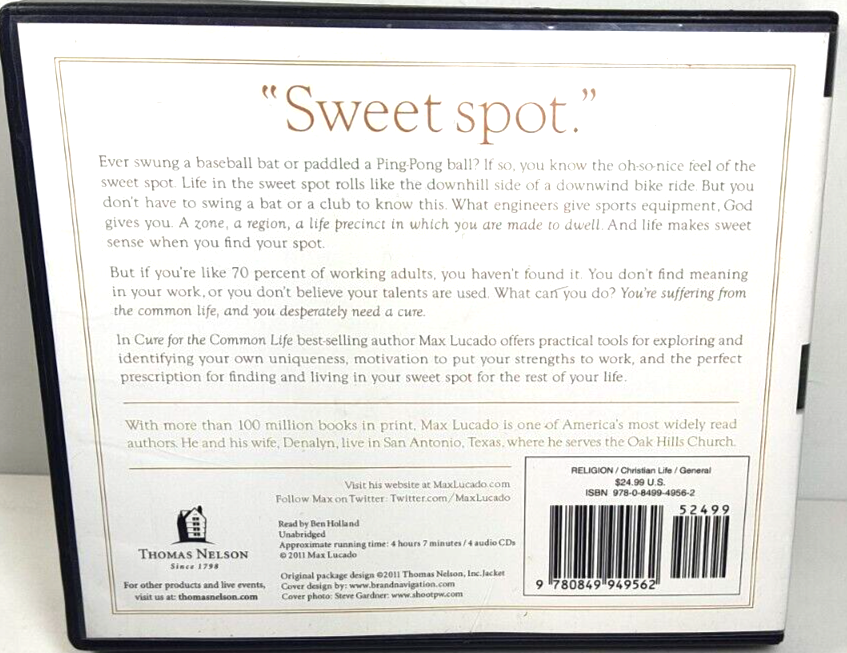 “Sweet spot.”
Ever swung a baseball bat or paddled a Ping-Pong ball? If so, you know the oh-so-nice feel of the
sweet spot. Life in the sweet spot rolls like the downhill side of a downwind bike ride. But you
don't have to swing a bat or a club to know this. What engineers give sports equipment, God
gives you. A zone, a region, a life precinct in which you are made to dwell. And life makes sweet
sense when you find your spot.
But if you're like 70 percent of working adults, you haven't found it. You don't find meaning
in your work, or you don't believe your talents are used. What can you do? You're suffering from
the common life, and you desperately need a cure.
In Cure for the Common Life best-selling author Max Lucado offers practical tools for exploring and
identifying your own uniqueness, motivation to put your strengths to work, and the perfect
prescription for finding and living in your sweet spot for the rest of your life.
With more than 100 million books in print, Max Lucado is one of America's most widely read
authors. He and his wife, Denalyn, live in San Antonio, Texas, where he serves the Oak Hills Church.
Visit his website at MaxLucado.com
Follow Max on Twitter: Twitter.com/MaxLucado
THOMAS NELSON
Since 1798
For other products and live events,
visit us at: thomasnelson.com
Read by Ben Holland
Unabridged
Approximate running time: 4 hours 7 minutes / 4 audio CDs
© 2011 Max Lucado
Original package design ©2011 Thomas Nelson, Inc. Jacket
Cover design by: www.brandnavigation.com
Cover photo: Steve Gardner: www.shootpw.com
RELIGION / Christian Life / General
$24.99 U.S.
ISBN 978-0-8499-4956-2
52499
9 780849 949562